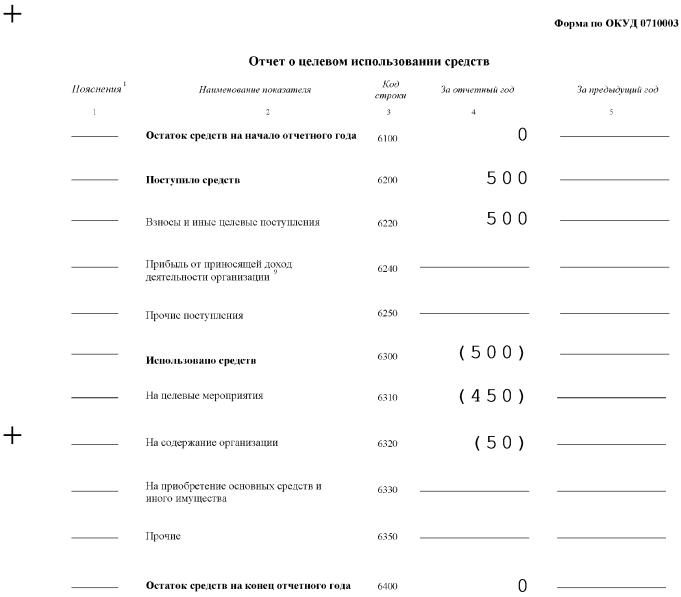 Форма по ОКУД 0710003
Отчет о целевом использовании средств
Пояснения 1 Наименование показателя Код строки За отчетный год За предыдущий год
1 2 3 4 5
Остаток средств на начало отчетного года 6100 0
Поступило средств 6200 500
Взносы и иные целевые поступления 6220 500
Прибыль от приносящей доход
деятельности организации 9 6240
Прочие поступления 6250
Использовано средств 6300 (500)
На целевые мероприятия 6310 (450)
На содержание организации 6320 (50)
На приобретение основных средств и
иного имущества 6330
Прочие 6350
Остаток средств на конец отчетного года 6400 0